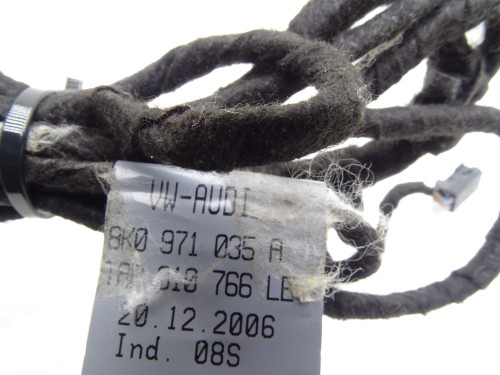 VW-AUDI
8K0 971 035 A
766 LE
20.12.2006
Ind. 08S